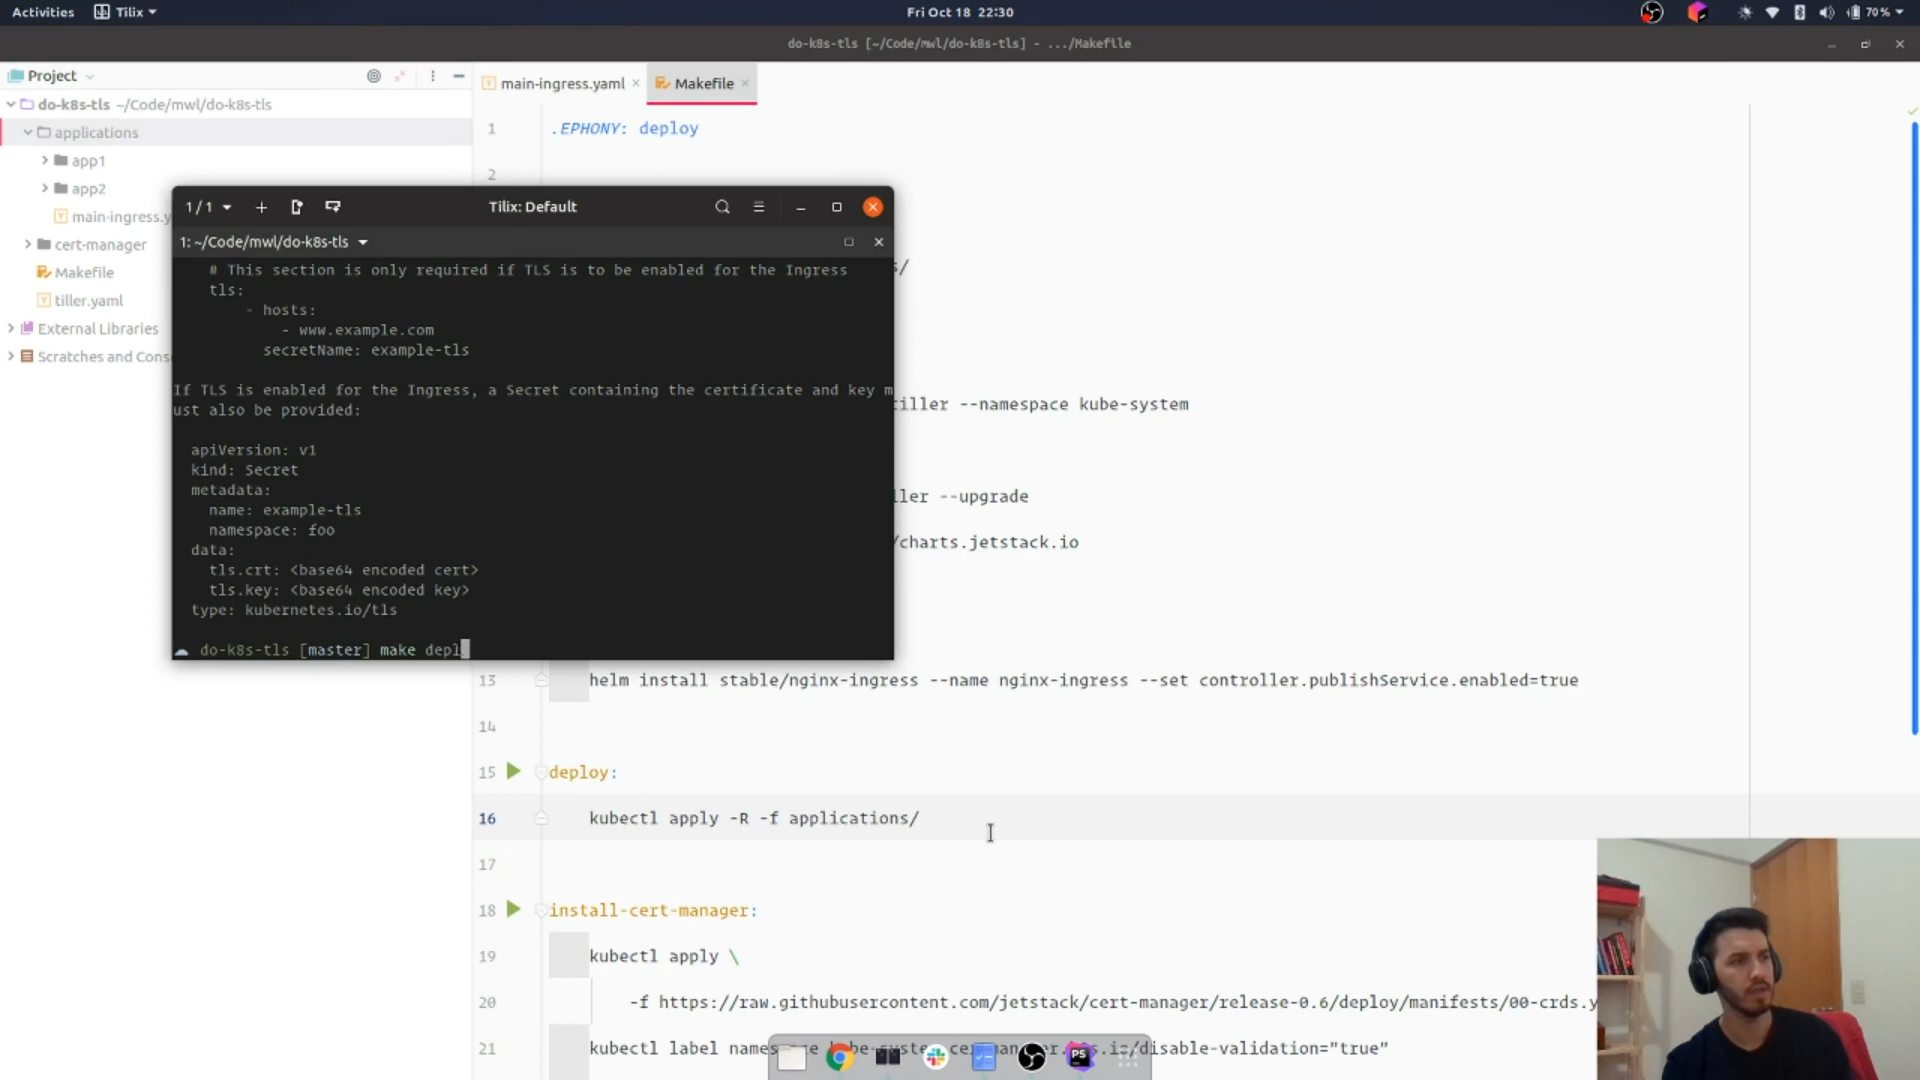 Activities Tilix Fri Oct 18 22:30 70%
do-k8s-tls [~/Code/mwl/do-k8s-tls] - .../Makefile
Project
main-ingress.yaml Makefile
do-k8s-tls ~/Code/mwl/do-k8s-tls
applications
app1
app2
main-ingress.y
cert-manager
Makefile
tiller.yaml
External Libraries
Scratches and Cons
1 .EPHONY: deploy
2
/
iller --namespace kube-system
ller --upgrade
/charts.jetstack.io
13 helm install stable/nginx-ingress --name nginx-ingress --set controller.publishService.enabled=true
14
15 deploy:
16 kubectl apply -R -f applications/
17
18 install-cert-manager:
19 kubectl apply \
20 -f https://raw.githubusercontent.com/jetstack/cert-manager/release-0.6/deploy/manifests/00-crds.y
21 kubectl label /disable-validation="true"
1 / 1 Tilix: Default
1: ~/Code/mwl/do-k8s-tls
# This section is only required if TLS is to be enabled for the Ingress
tls:
- hosts:
- www.example.com
secretName: example-tls
If TLS is enabled for the Ingress, a Secret containing the certificate and key m
ust also be provided:
apiVersion: v1
kind: Secret
metadata:
name: example-tls
namespace: foo
data:
tls.crt: <base64 encoded cert>
tls.key: <base64 encoded key>
type: kubernetes.io/tls
do-k8s-tls [master] make depl
PS